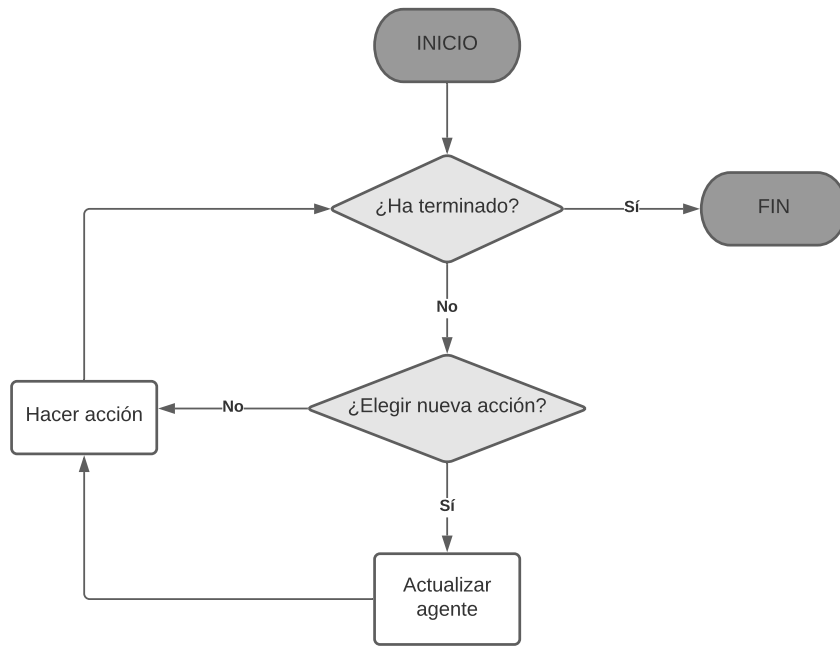 INICIO
¿Ha terminado?
Sí
FIN
No
¿Elegir nueva acción?
No
Hacer acción
Sí
Actualizar
agente